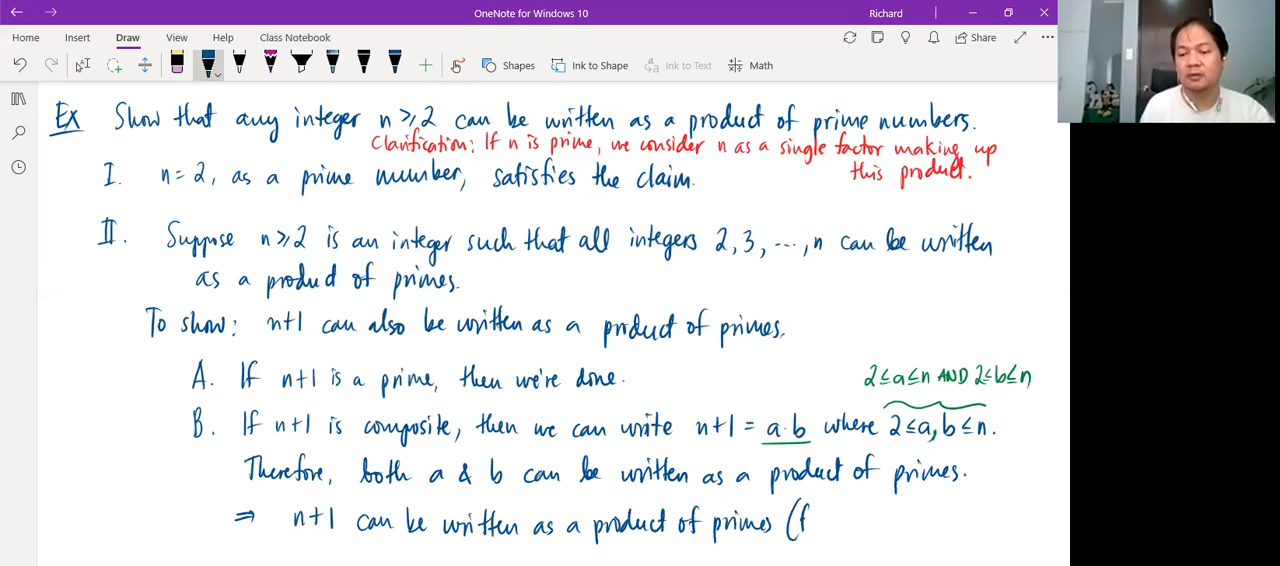 OneNote for Windows 10
Richard
Home Insert Draw View Help Class Notebook
Share
Shapes Ink to Shape Ink to Text Math
Ex Show that any integer n ≥ 2 can be written as a product of prime numbers.
Clarification: If n is prime, we consider n as a single factor making up
this product.
I. n = 2, as a prime number, satisfies the claim.
II. Suppose n ≥ 2 is an integer such that all integers 2, 3, ..., n can be written
as a product of primes.
To show: n+1 can also be written as a product of primes.
A. If n+1 is a prime, then we're done.
2 ≤ a ≤ n AND 2 ≤ b ≤ n
B. If n+1 is composite, then we can write n+1 = a·b where 2 ≤ a, b ≤ n.
Therefore, both a & b can be written as a product of primes.
⇒ n+1 can be written as a product of primes (f